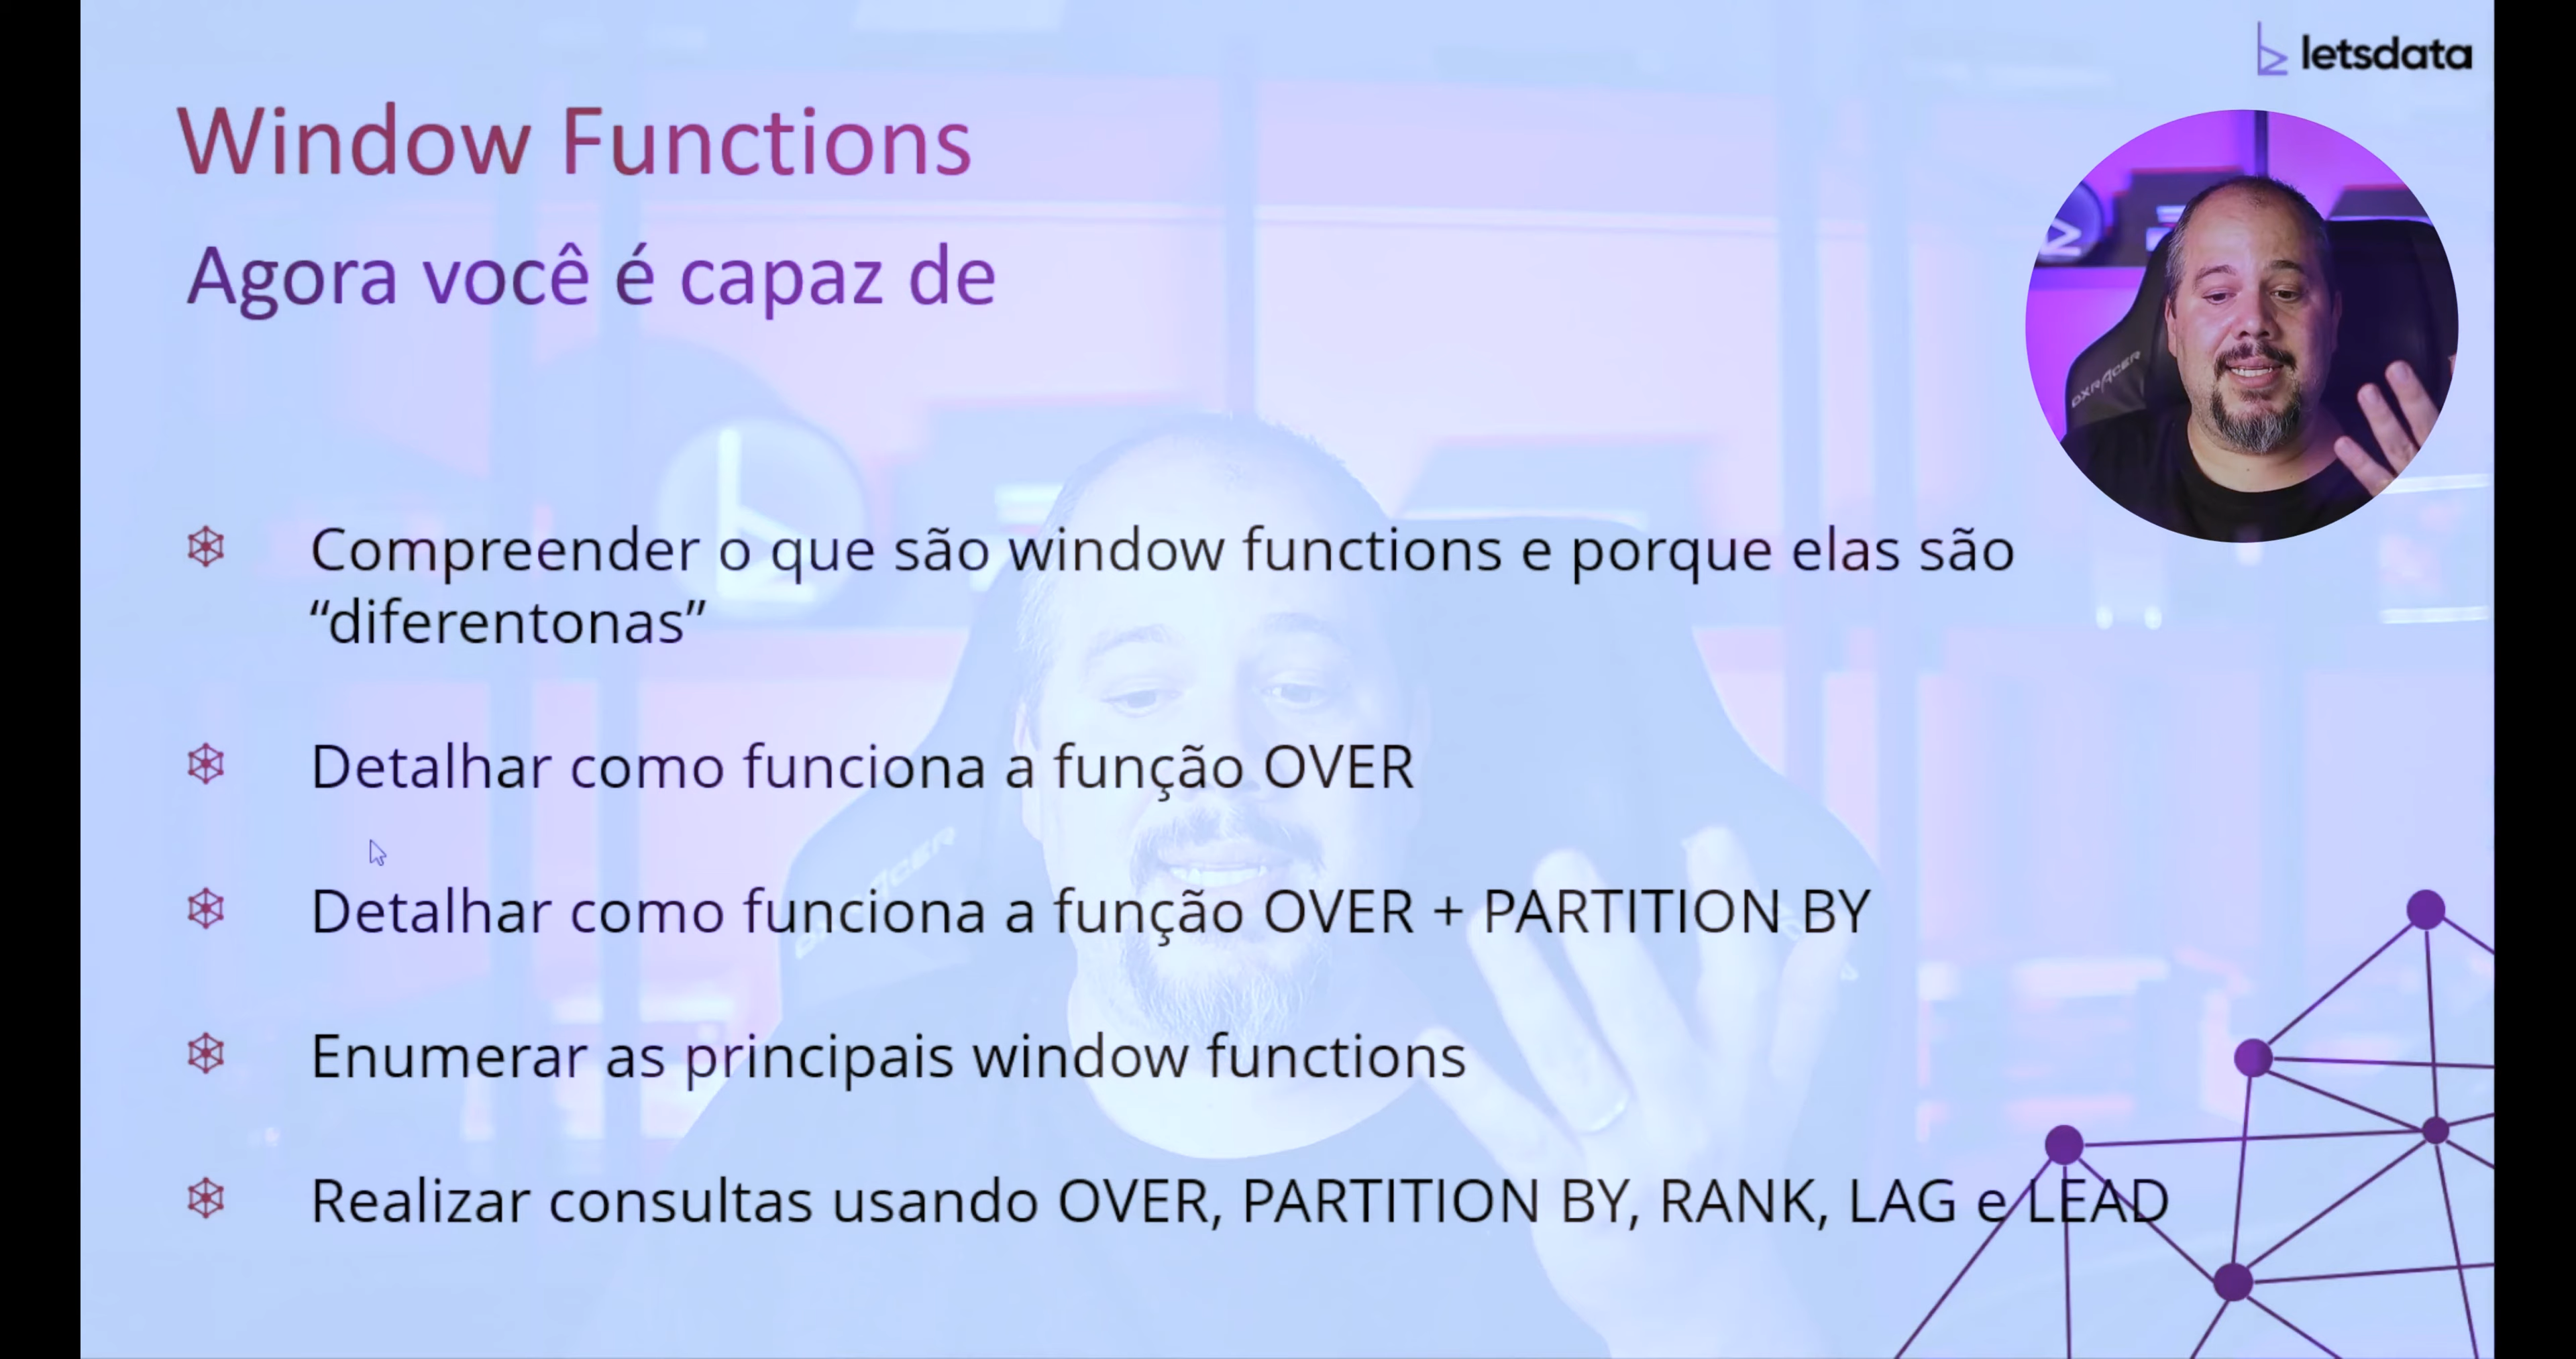 letsdata
Window Functions
Agora você é capaz de
Compreender o que são window functions e porque elas são
“diferentonas”
Detalhar como funciona a função OVER
Detalhar como funciona a função OVER + PARTITION BY
Enumerar as principais window functions
Realizar consultas usando OVER, PARTITION BY, RANK, LAG e LEAD
DXRACER
DXRACER